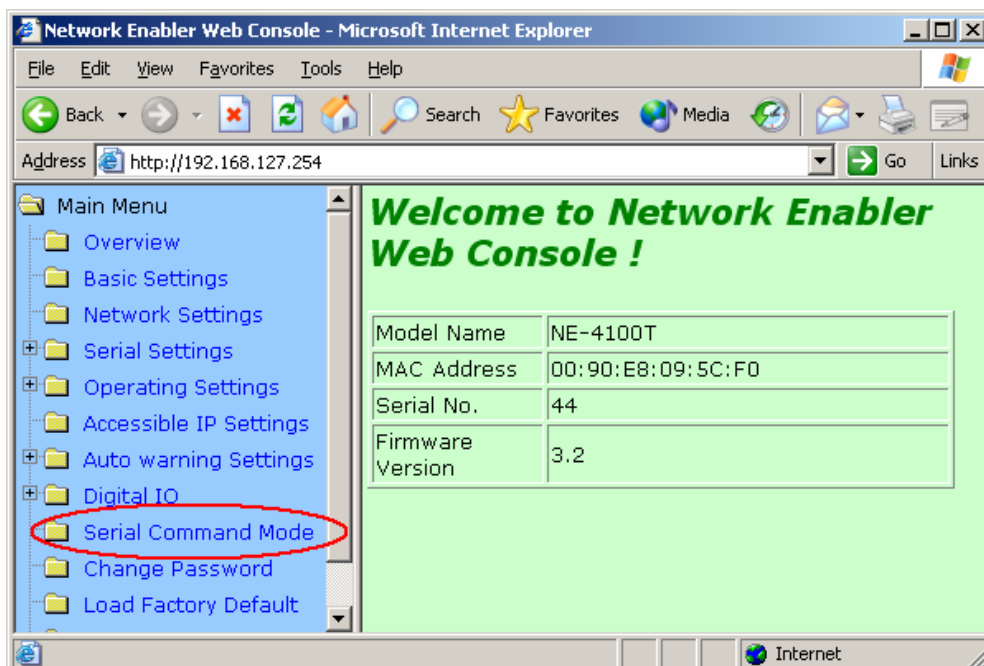 Network Enabler Web Console - Microsoft Internet Explorer
File Edit View Favorites Tools Help
Back Search Favorites Media
Address http://192.168.127.254 Go Links
Main Menu
Overview
Basic Settings
Network Settings
Serial Settings
Operating Settings
Accessible IP Settings
Auto warning Settings
Digital IO
Serial Command Mode
Change Password
Load Factory Default
Welcome to Network Enabler
Web Console !
Model Name NE-4100T
MAC Address 00:90:E8:09:5C:F0
Serial No. 44
Firmware
Version 3.2
Internet